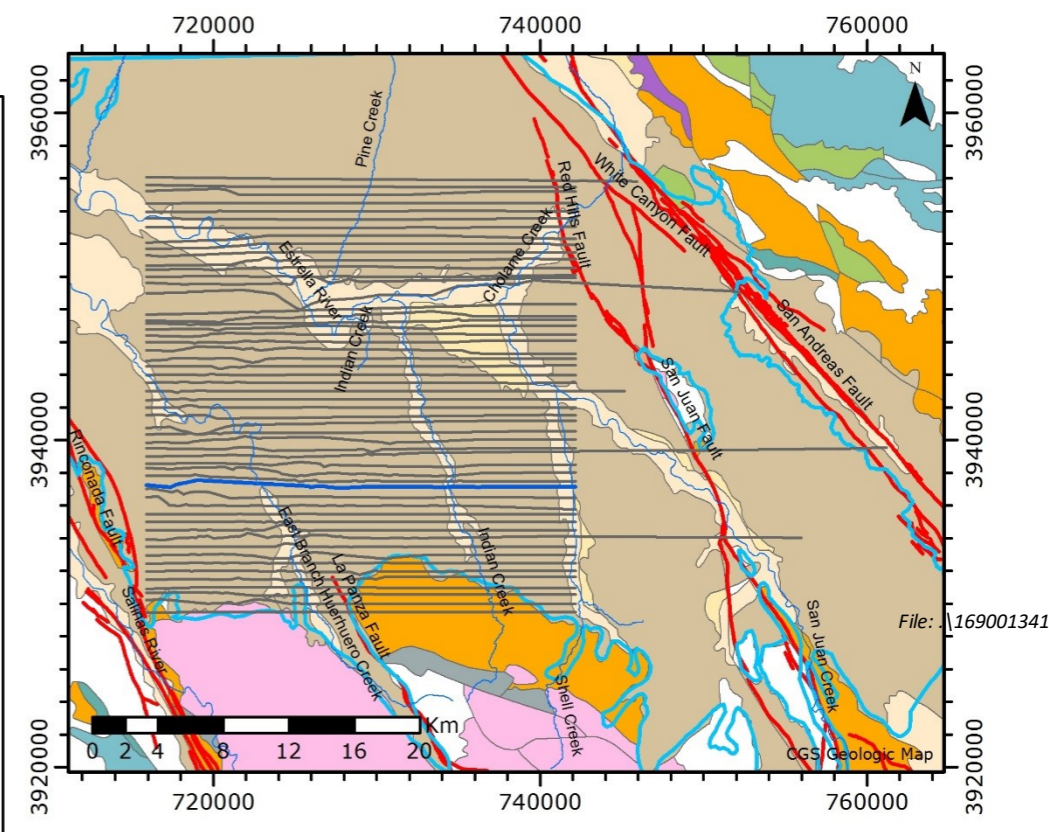 720000 740000 760000
3960000
3940000
3920000
N
3960000
3940000
3920000
Pine Creek
Red Hills Fault
White Canyon Fault
Cholame Creek
Estrella River
Indian Creek
San Andreas Fault
San Juan Fault
Rinconada Fault
East Branch Huerhuero Creek
La Panza Fault
Indian Creek
Salinas River
San Juan Creek
Shell Creek
File: .\169001341
Km
0 2 4 8 12 16 20
CGS Geologic Map
720000 740000 760000